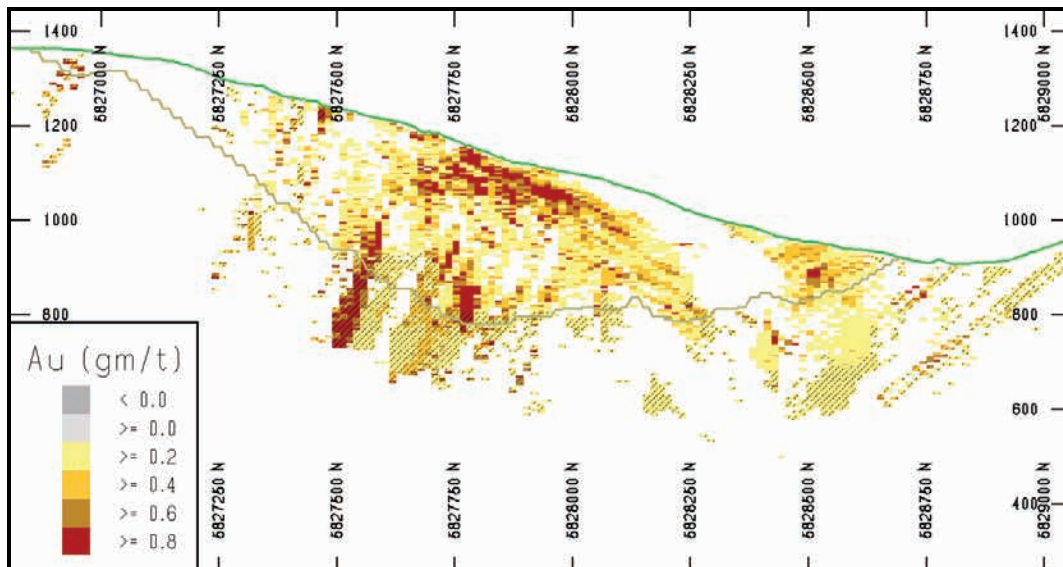 1400
1400
5827000 N
5827250 N
5827500 N
5827750 N
5828000 N
5828250 N
5828500 N
5828750 N
5829000 N
1200
1200
1000
1000
800
800
600
400
Au (gm/t)
< 0.0
>= 0.0
>= 0.2
>= 0.4
>= 0.6
>= 0.8
5827250 N
5827500 N
5827750 N
5828000 N
5828250 N
5828500 N
5828750 N
5829000 N